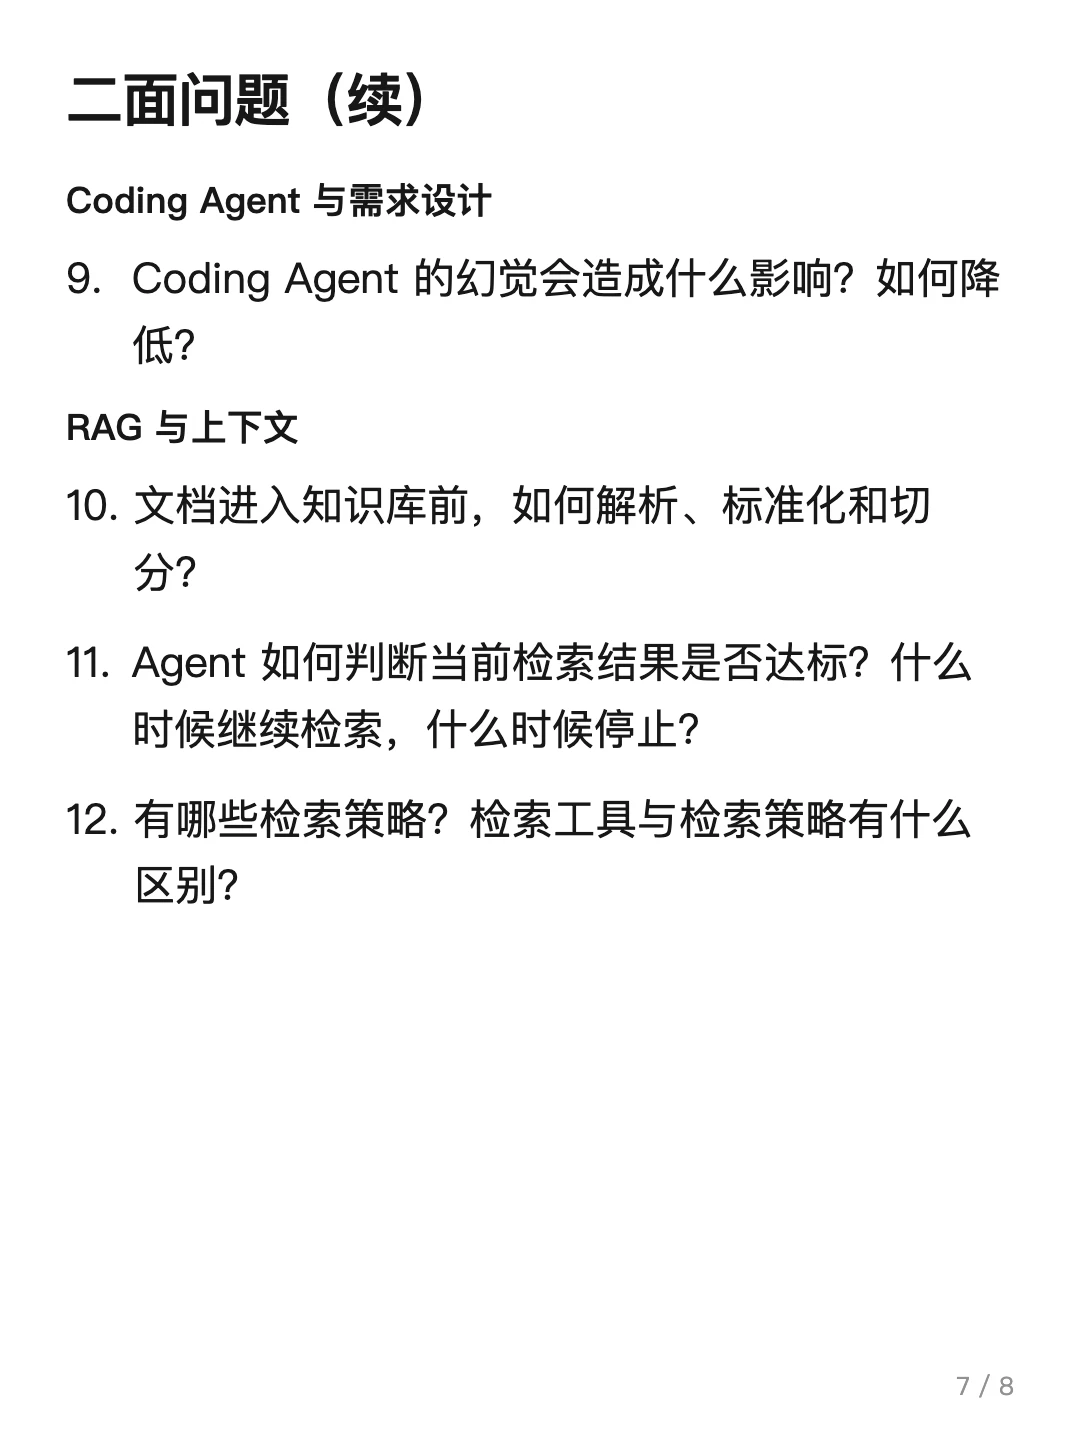 二面问题（续）
Coding Agent 与需求设计
9. Coding Agent 的幻觉会造成什么影响？如何降
低？
RAG 与上下文
10. 文档进入知识库前，如何解析、标准化和切
分？
11. Agent 如何判断当前检索结果是否达标？什么
时候继续检索，什么时候停止？
12. 有哪些检索策略？检索工具与检索策略有什么
区别？
7 / 8